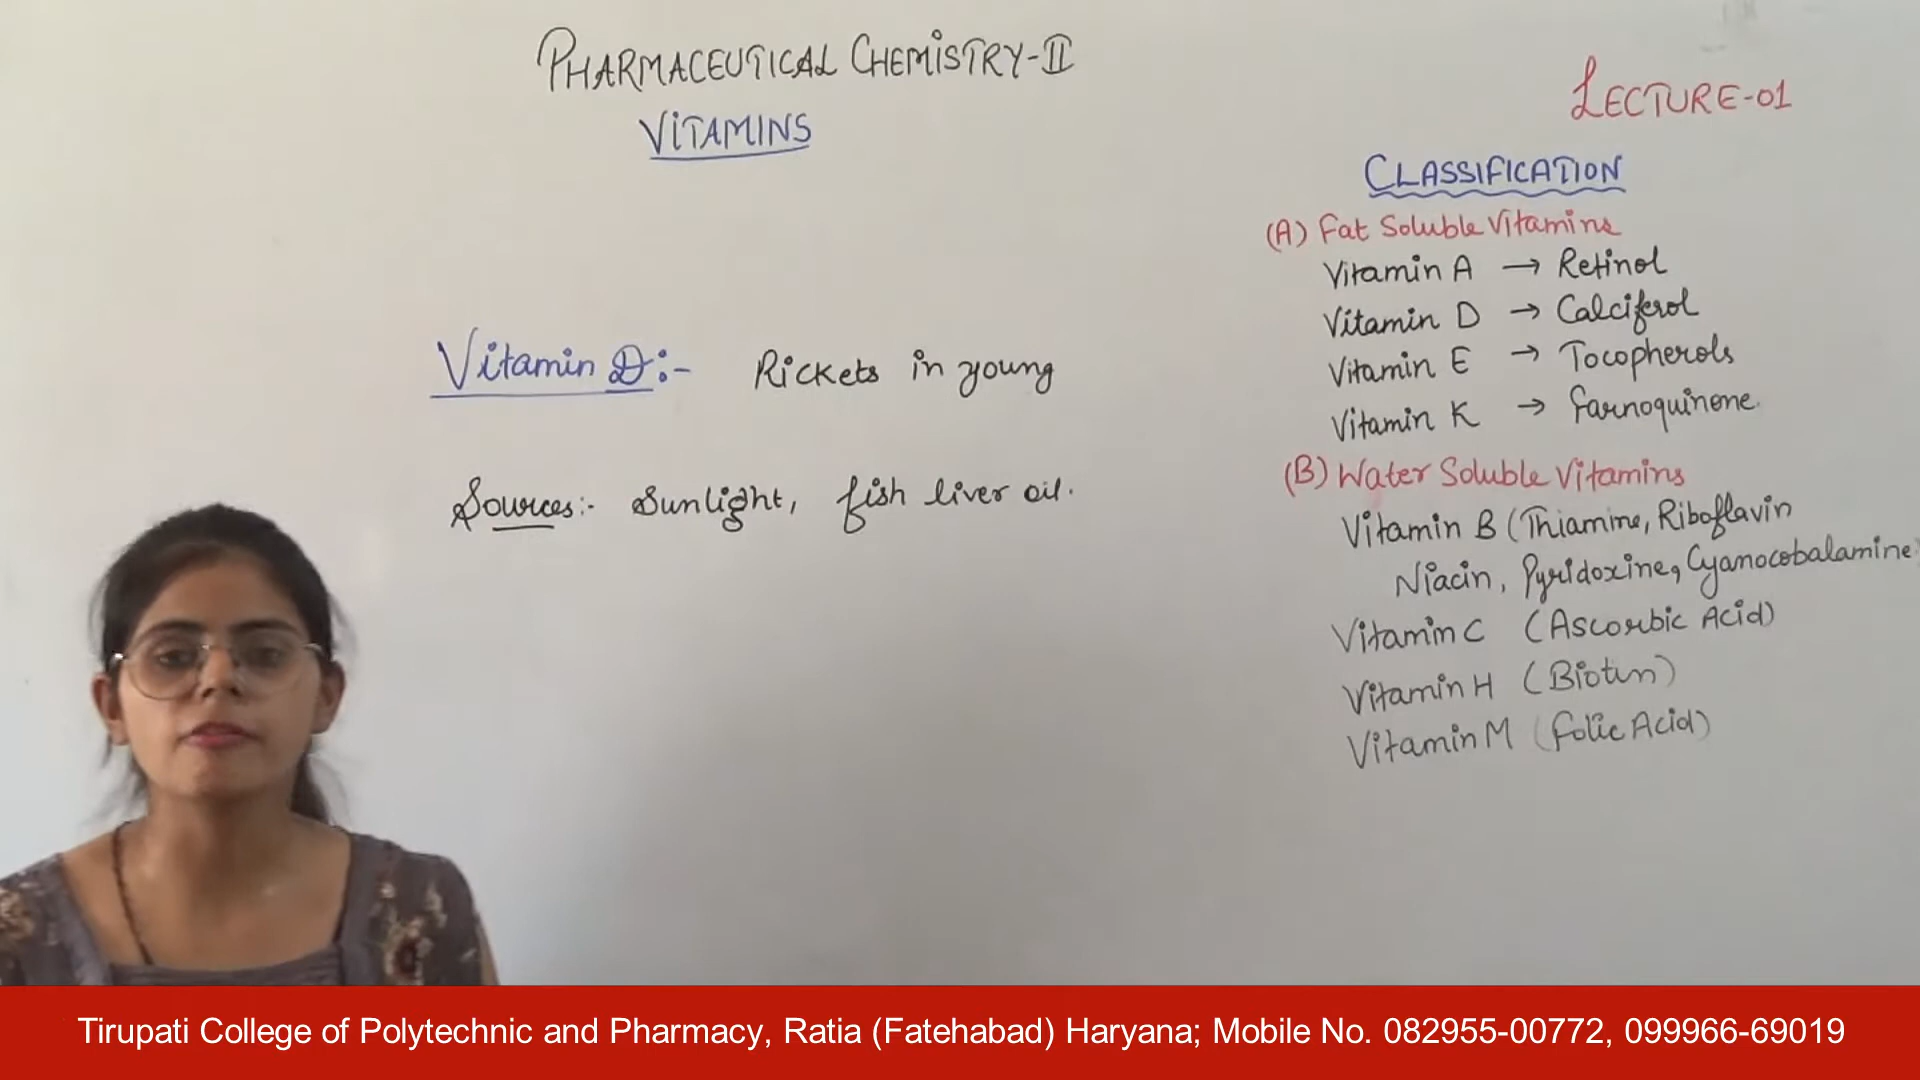 PHARMACEUTICAL CHEMISTRY-II
VITAMINS
LECTURE-01
Vitamin D:- Rickets in young
Sources:- Sunlight, fish liver oil.
CLASSIFICATION
(A) Fat Soluble Vitamins
Vitamin A → Retinol
Vitamin D → Calciferol
Vitamin E → Tocopherols
Vitamin K → Farnoquinone.
(B) Water Soluble Vitamins
Vitamin B (Thiamine, Riboflavin
Niacin, Pyridoxine, Cyanocobalamine)
Vitamin C (Ascorbic Acid)
Vitamin H (Biotin)
Vitamin M (Folic Acid)
Tirupati College of Polytechnic and Pharmacy, Ratia (Fatehabad) Haryana; Mobile No. 082955-00772, 099966-69019